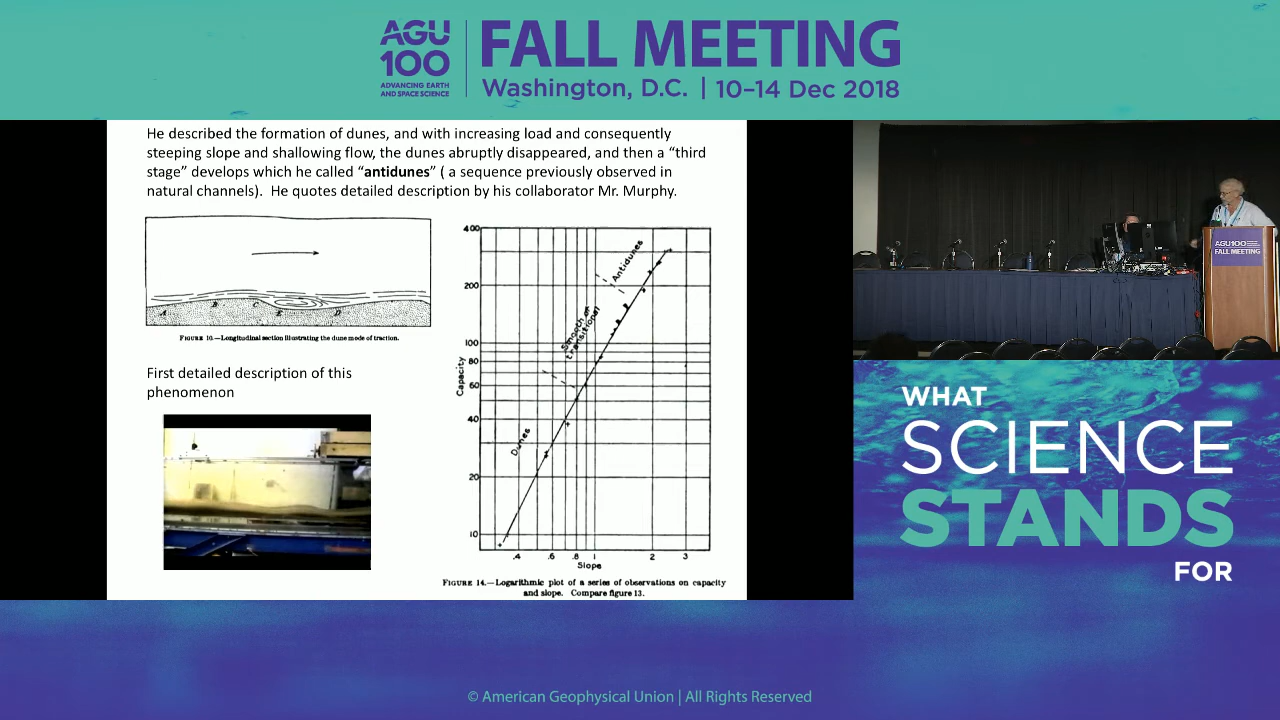 AGU
100
ADVANCING EARTH
AND SPACE SCIENCE
FALL MEETING
Washington, D.C. | 10–14 Dec 2018
He described the formation of dunes, and with increasing load and consequently
steeping slope and shallowing flow, the dunes abruptly disappeared, and then a “third
stage” develops which he called “antidunes” ( a sequence previously observed in
natural channels). He quotes detailed description by his collaborator Mr. Murphy.
A B C E D
FIGURE 10.—Longitudinal section illustrating the dune mode of traction.
First detailed description of this
phenomenon
400
200
100
80
60
40
20
10
Capacity
Antidunes
Smooth or
transitional
Dunes
.4 .6 .8 1 2 3
Slope
FIGURE 14.—Logarithmic plot of a series of observations on capacity
and slope. Compare figure 13.
AGU100
FALL MEETING
WHAT
SCIENCE
STANDS
FOR
© American Geophysical Union | All Rights Reserved